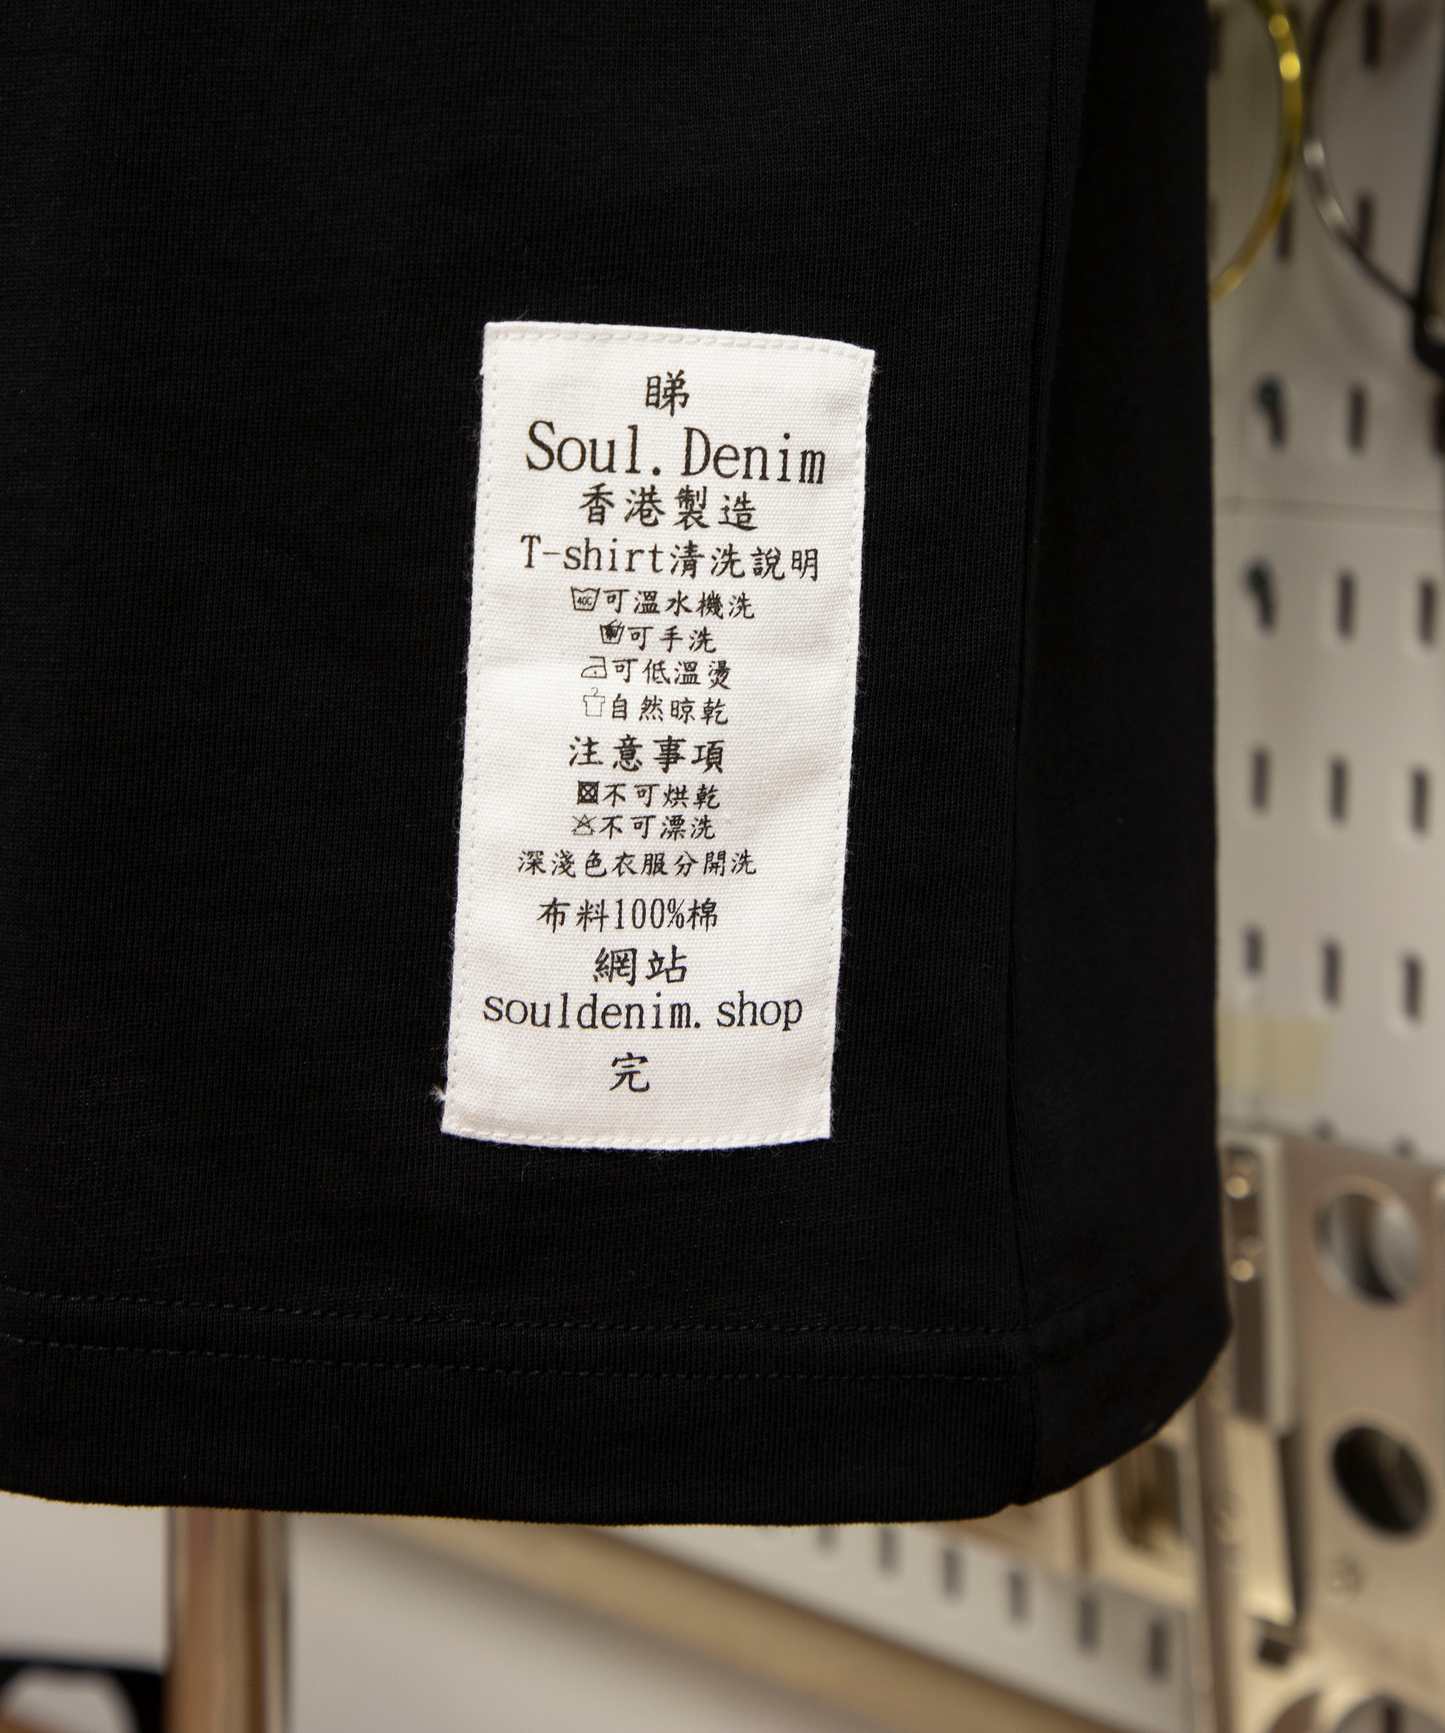 睇
Soul.Denim
香港製造
T-shirt清洗說明
40C可溫水機洗
可手洗
可低溫燙
自然晾乾
注意事項
不可烘乾
不可漂洗
深淺色衣服分開洗
布料100%棉
網站
souldenim.shop
完